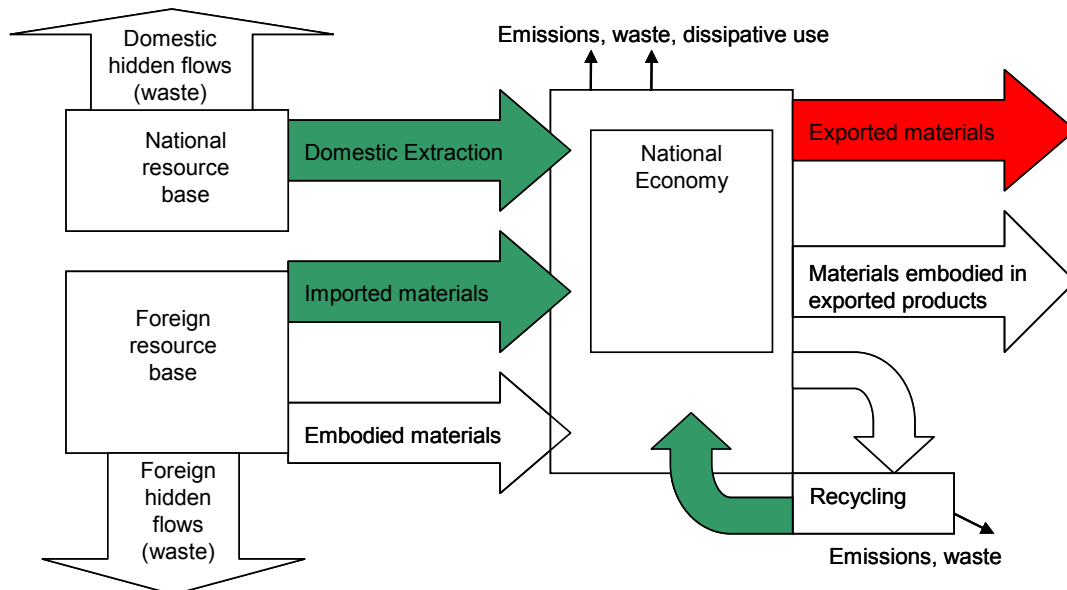 Domestic
hidden flows
(waste)
National
resource
base
Domestic Extraction
Emissions, waste, dissipative use
National
Economy
Exported materials
Foreign
resource
base
Imported materials
Embodied materials
Materials embodied in
exported products
Foreign
hidden
flows
(waste)
Recycling
Emissions, waste